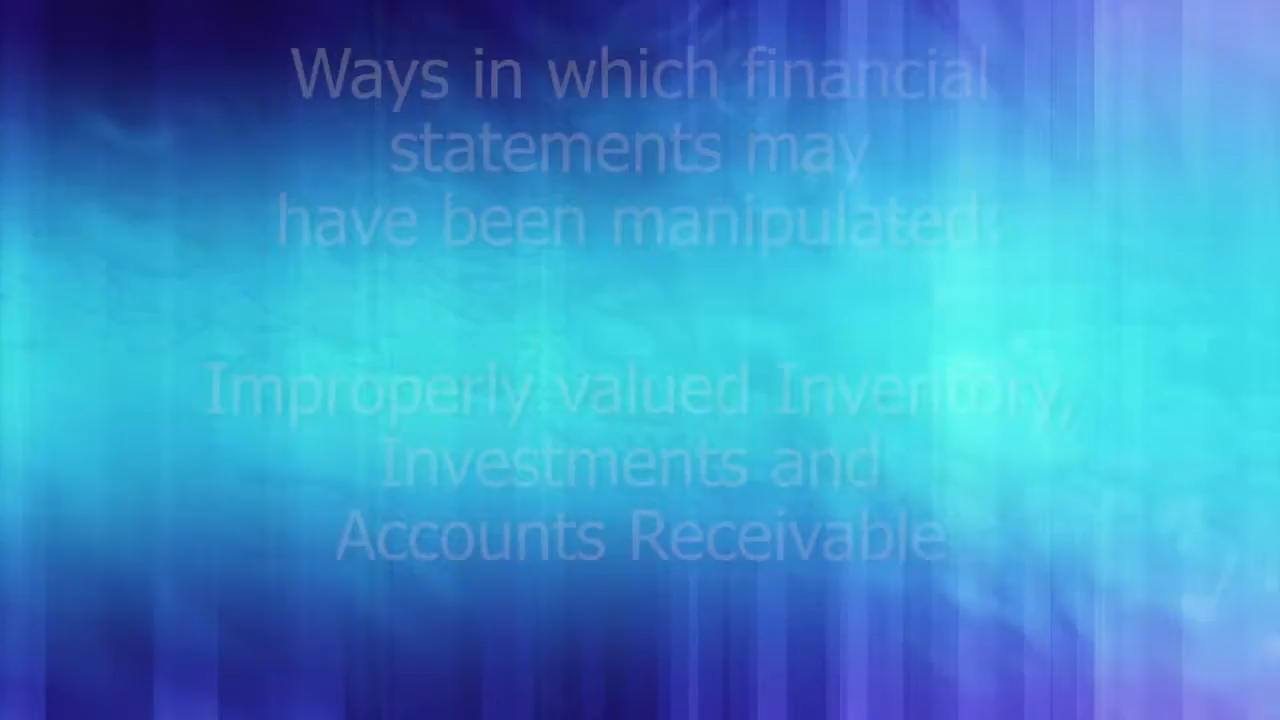 Ways in which financial
statements may
have been manipulated:
Improperly valued Inventory,
Investments and
Accounts Receivable